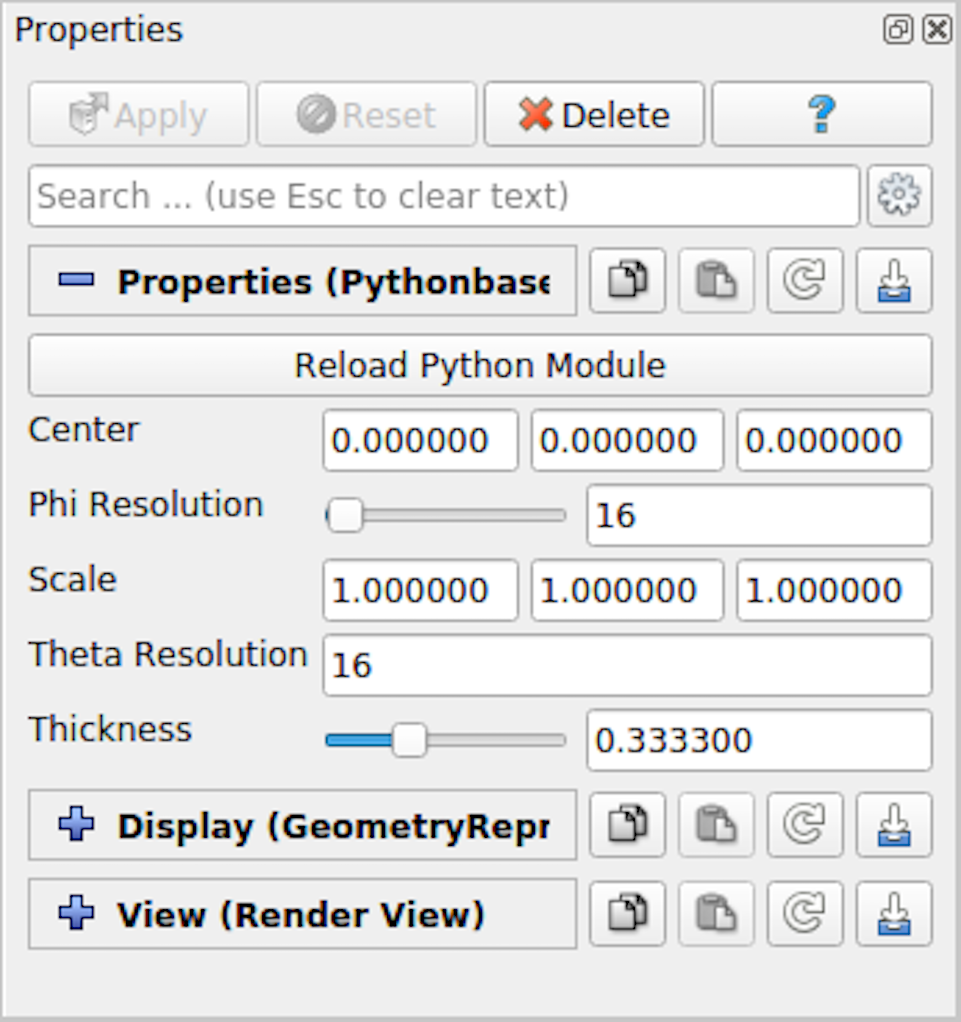 Properties
Apply Reset Delete ?
Search ... (use Esc to clear text)
Properties (Pythonbase
Reload Python Module
Center 0.000000 0.000000 0.000000
Phi Resolution 16
Scale 1.000000 1.000000 1.000000
Theta Resolution 16
Thickness 0.333300
Display (GeometryRepr
View (Render View)